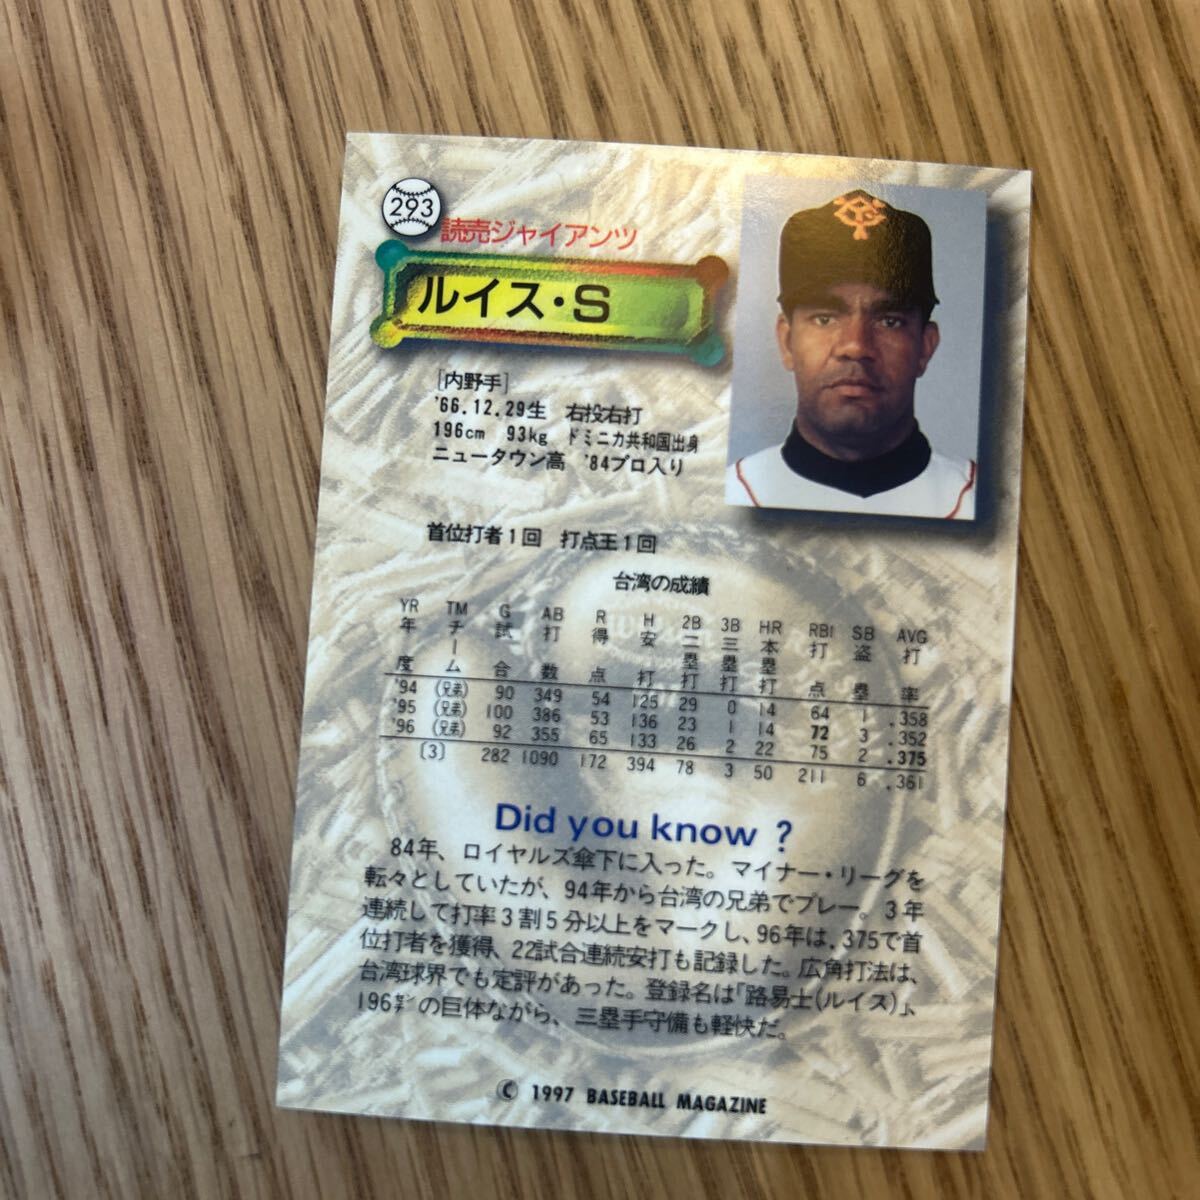 293
読売ジャイアンツ
ルイス・S
[内野手]
'66.12.29生 右投右打
196cm 93kg ドミニカ共和国出身
ニュータウン高 '84プロ入り
首位打者1回 打点王1回
台湾の成績
YR TM G AB R H 2B 3B HR RBI SB AVG
年度 チーム 試合 打数 得点 安打 二塁打 三塁打 本塁打 打点 盗塁 打率
'94 (兄弟) 90 349 54 125 29 0 14 64 1 .358
'95 (兄弟) 100 386 53 136 23 1 14 72 3 .352
'96 (兄弟) 92 355 65 133 26 2 22 75 2 .375
〔3〕 282 1090 172 394 78 3 50 211 6 .361
Did you know ?
84年、ロイヤルズ傘下に入った。マイナー・リーグを
転々としていたが、94年から台湾の兄弟でプレー。3年
連続して打率3割5分以上をマークし、96年は.375で首
位打者を獲得、22試合連続安打も記録した。広角打法は、
台湾球界でも定評があった。登録名は「路易士(ルイス)」、
196㌢の巨体ながら、三塁手守備も軽快だ。
© 1997 BASEBALL MAGAZINE